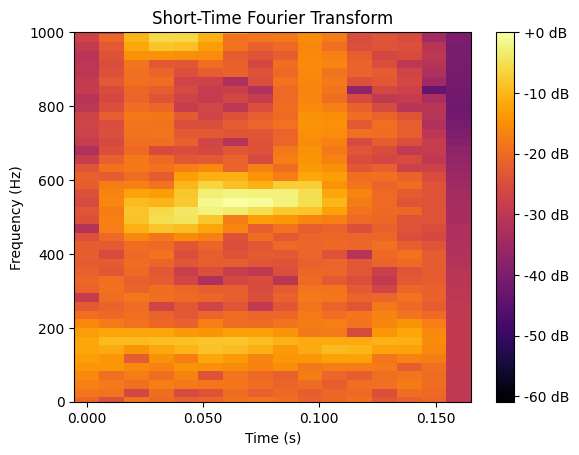 Short-Time Fourier Transform
1000
800
600
400
200
0
Frequency (Hz)
0.000
0.050
0.100
0.150
Time (s)
+0 dB
-10 dB
-20 dB
-30 dB
-40 dB
-50 dB
-60 dB